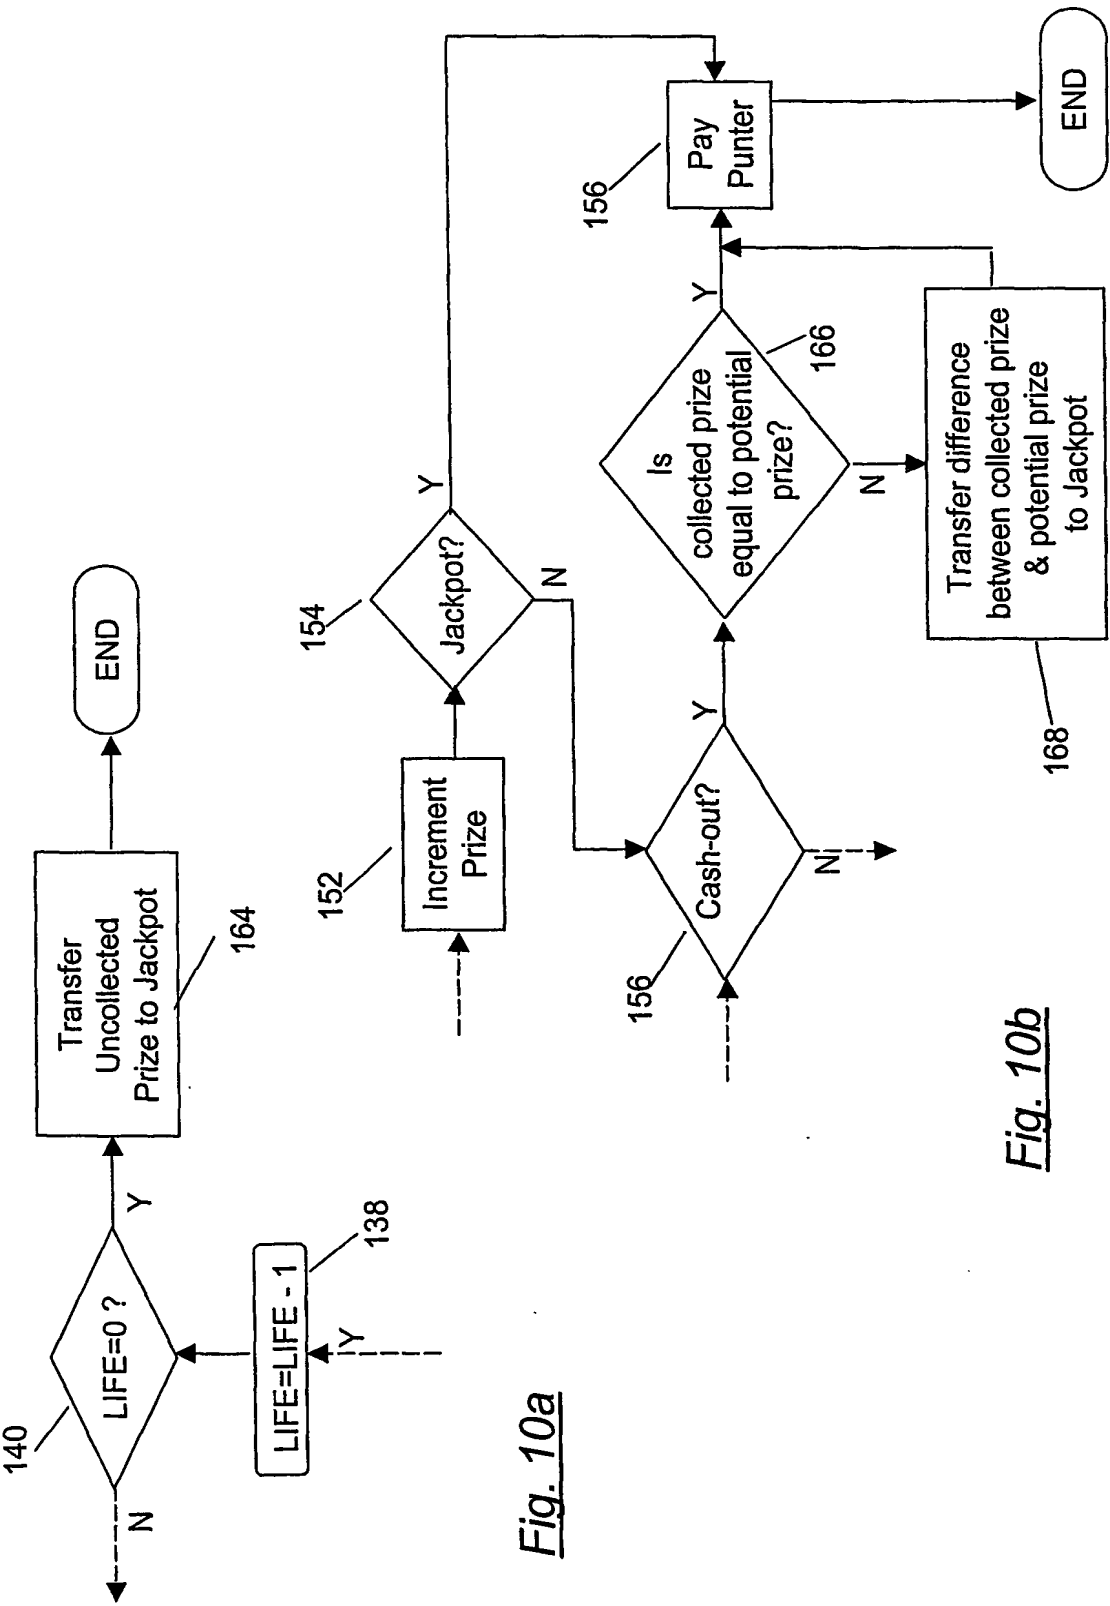 140
LIFE=0 ?
N
Y
LIFE=LIFE - 1
138
Y
Transfer
Uncollected
Prize to Jackpot
164
END
Fig. 10a
152
Increment
Prize
154
Jackpot?
Y
N
156
Cash-out?
Y
N
Is
collected prize
equal to potential
prize?
166
Y
N
168
Transfer difference
between collected prize
& potential prize
to Jackpot
156
Pay
Punter
END
Fig. 10b